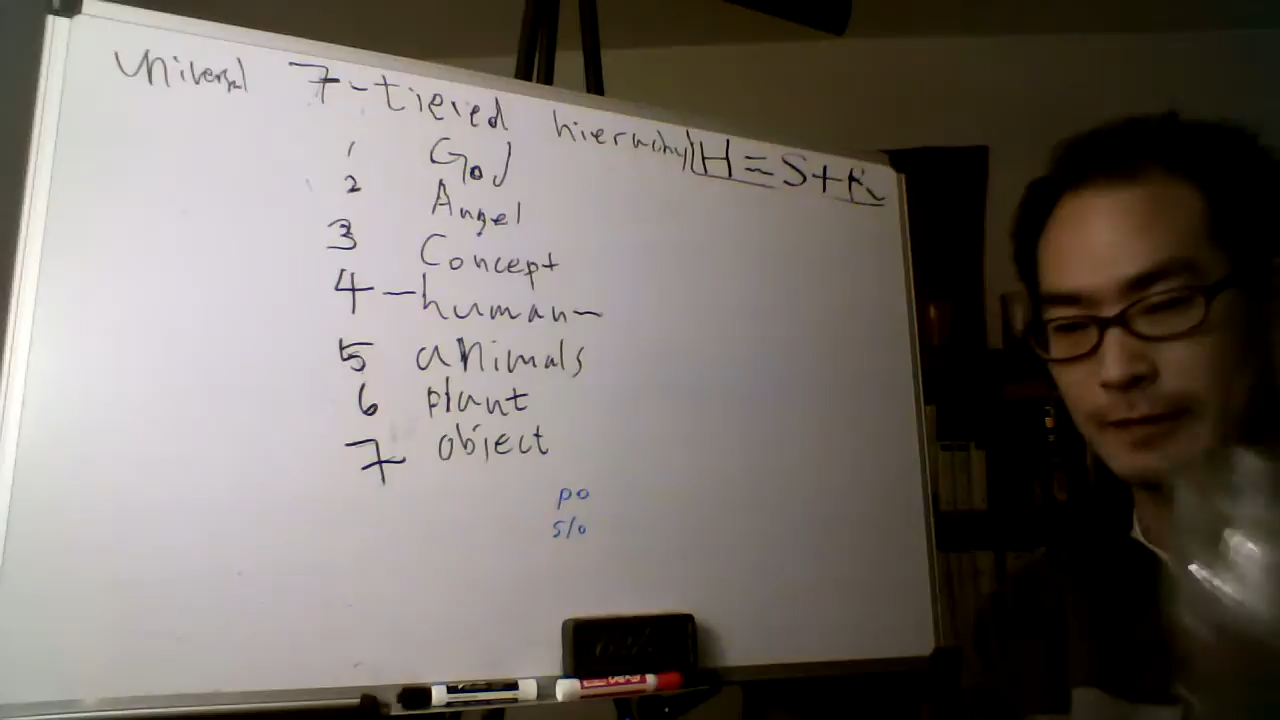 Universal 7-tiered hierarchy H = S + R
1 God
2 Angel
3 Concept
4 - human -
5 animals
6 plant
7 object
po
s/o